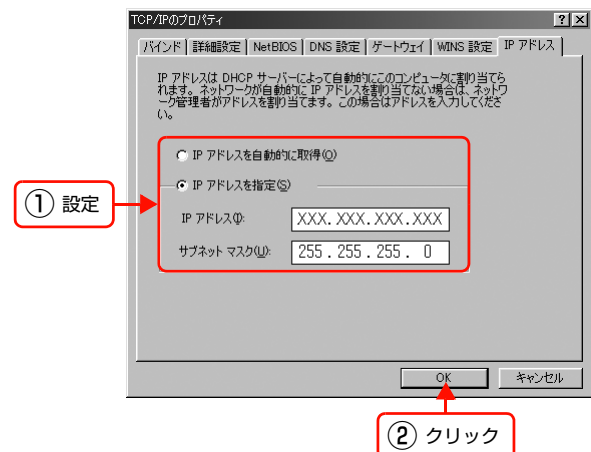 TCP/IPのプロパティ
バインド 詳細設定 NetBIOS DNS 設定 ゲートウェイ WINS 設定 IP アドレス
IP アドレスは DHCP サーバーによって自動的にこのコンピュータに割り当てら
れます。ネットワークが自動的に IP アドレスを割り当てない場合は、ネットワ
ーク管理者がアドレスを割り当てます。この場合はアドレスを入力してくださ
い。
IP アドレスを自動的に取得(O)
IP アドレスを指定(S)
① 設定
IP アドレス(I):
XXX.XXX.XXX.XXX
サブネット マスク(U):
255.255.255. 0
OK
キャンセル
② クリック